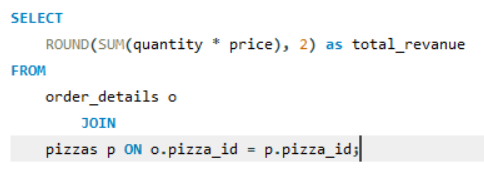 SELECT
ROUND(SUM(quantity * price), 2) as total_revanue
FROM
order_details o
JOIN
pizzas p ON o.pizza_id = p.pizza_id;